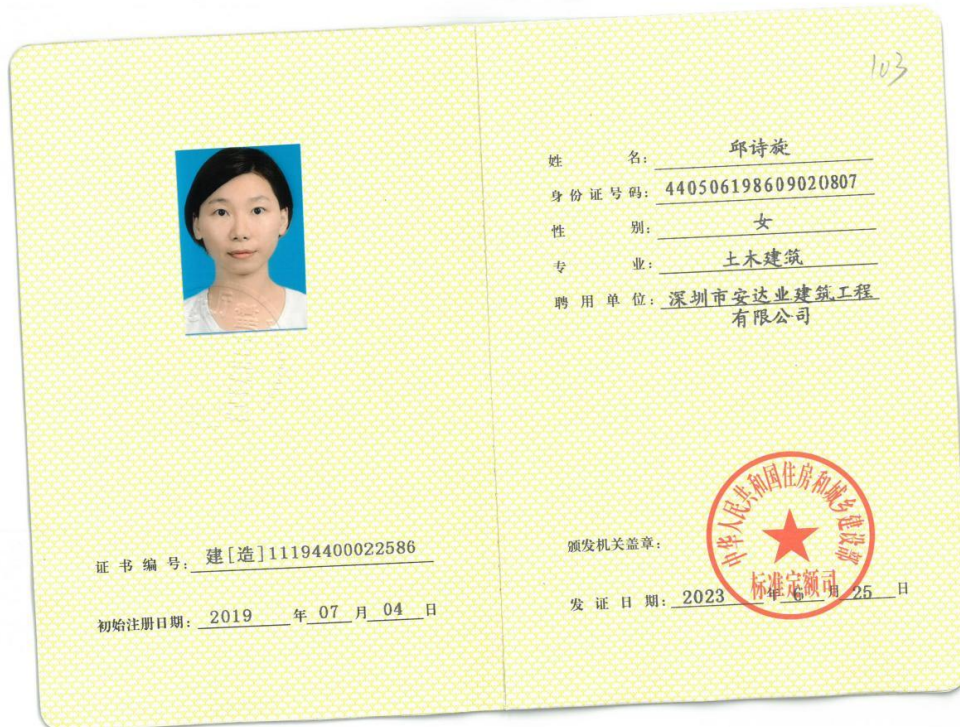 103
姓名: 邱诗旋
身份证号码: 440506198609020807
性别: 女
专业: 土木建筑
聘用单位: 深圳市安达业建筑工程
有限公司
证书编号: 建[造]11194400022586
初始注册日期: 2019 年 07 月 04 日
颁发机关盖章:
中华人民共和国住房和城乡建设部
标准定额司
发证日期: 2023 年 6 月 25 日